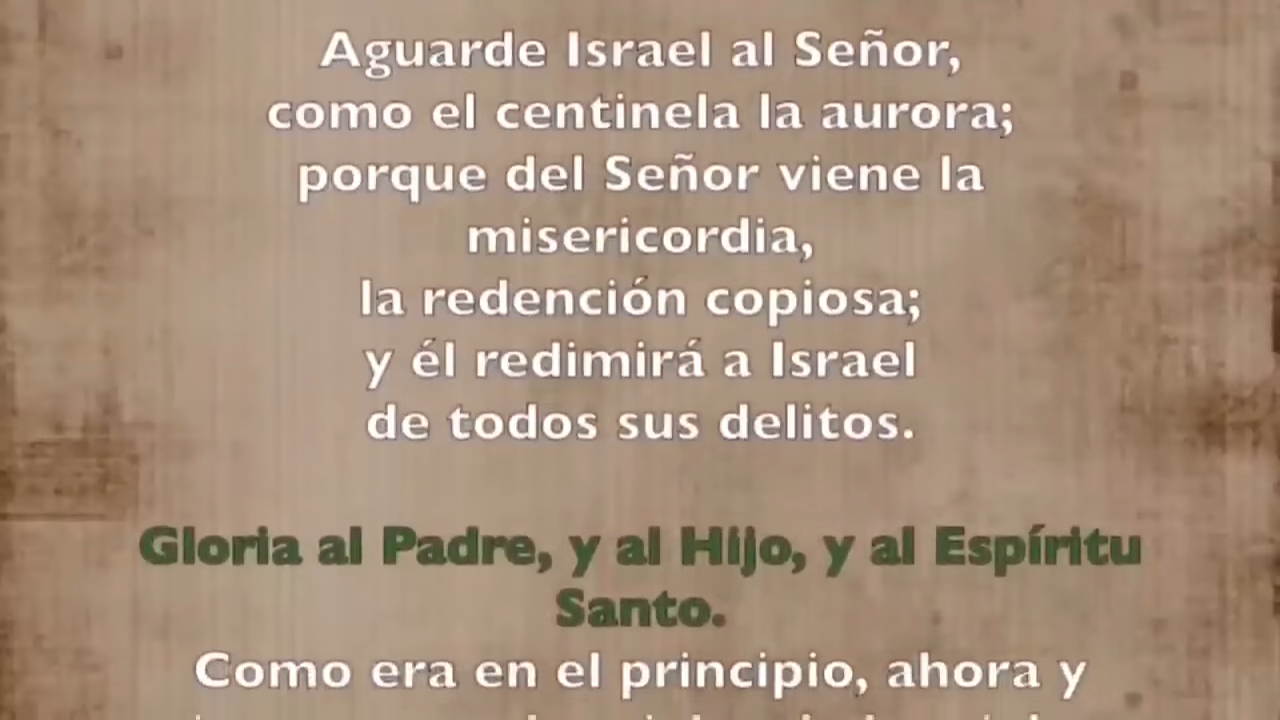 Aguarde Israel al Señor,
como el centinela la aurora;
porque del Señor viene la
misericordia,
la redención copiosa;
y él redimirá a Israel
de todos sus delitos.
Gloria al Padre, y al Hijo, y al Espíritu
Santo.
Como era en el principio, ahora y